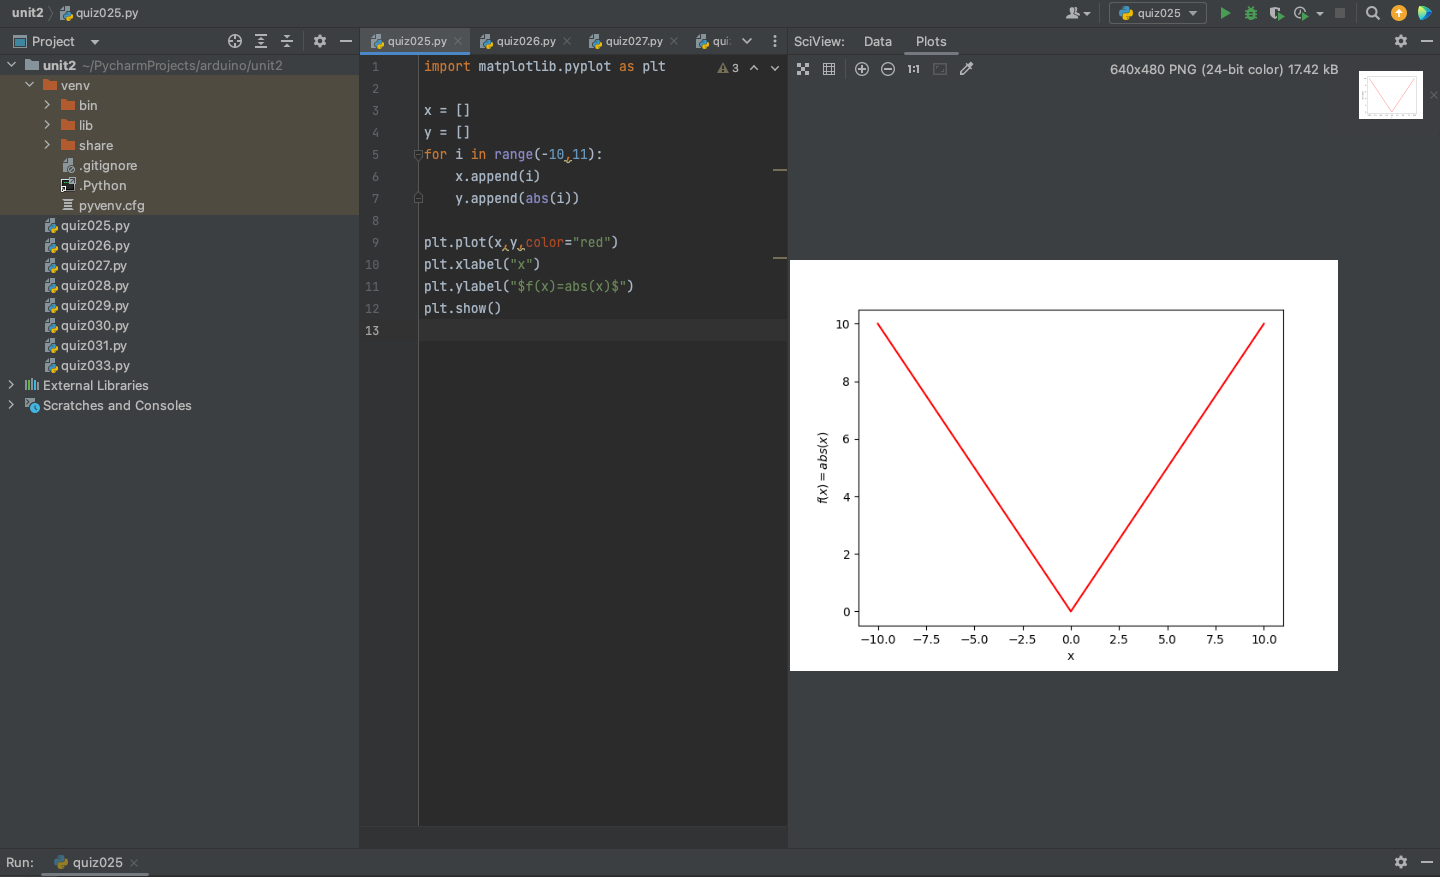 unit2 quiz025.py
quiz025
Project
quiz025.py quiz026.py quiz027.py qui
SciView: Data Plots
unit2 ~/PycharmProjects/arduino/unit2
venv
bin
lib
share
.gitignore
.Python
pyvenv.cfg
quiz025.py
quiz026.py
quiz027.py
quiz028.py
quiz029.py
quiz030.py
quiz031.py
quiz033.py
External Libraries
Scratches and Consoles
3
1 import matplotlib.pyplot as plt
2
3 x = []
4 y = []
5 for i in range(-10,11):
6     x.append(i)
7     y.append(abs(i))
8
9 plt.plot(x,y,color="red")
10 plt.xlabel("x")
11 plt.ylabel("$f(x)=abs(x)$")
12 plt.show()
13
1:1
640x480 PNG (24-bit color) 17.42 kB
10
8
6
4
2
0
f(x) = abs(x)
−10.0 −7.5 −5.0 −2.5 0.0 2.5 5.0 7.5 10.0
x
Run: quiz025